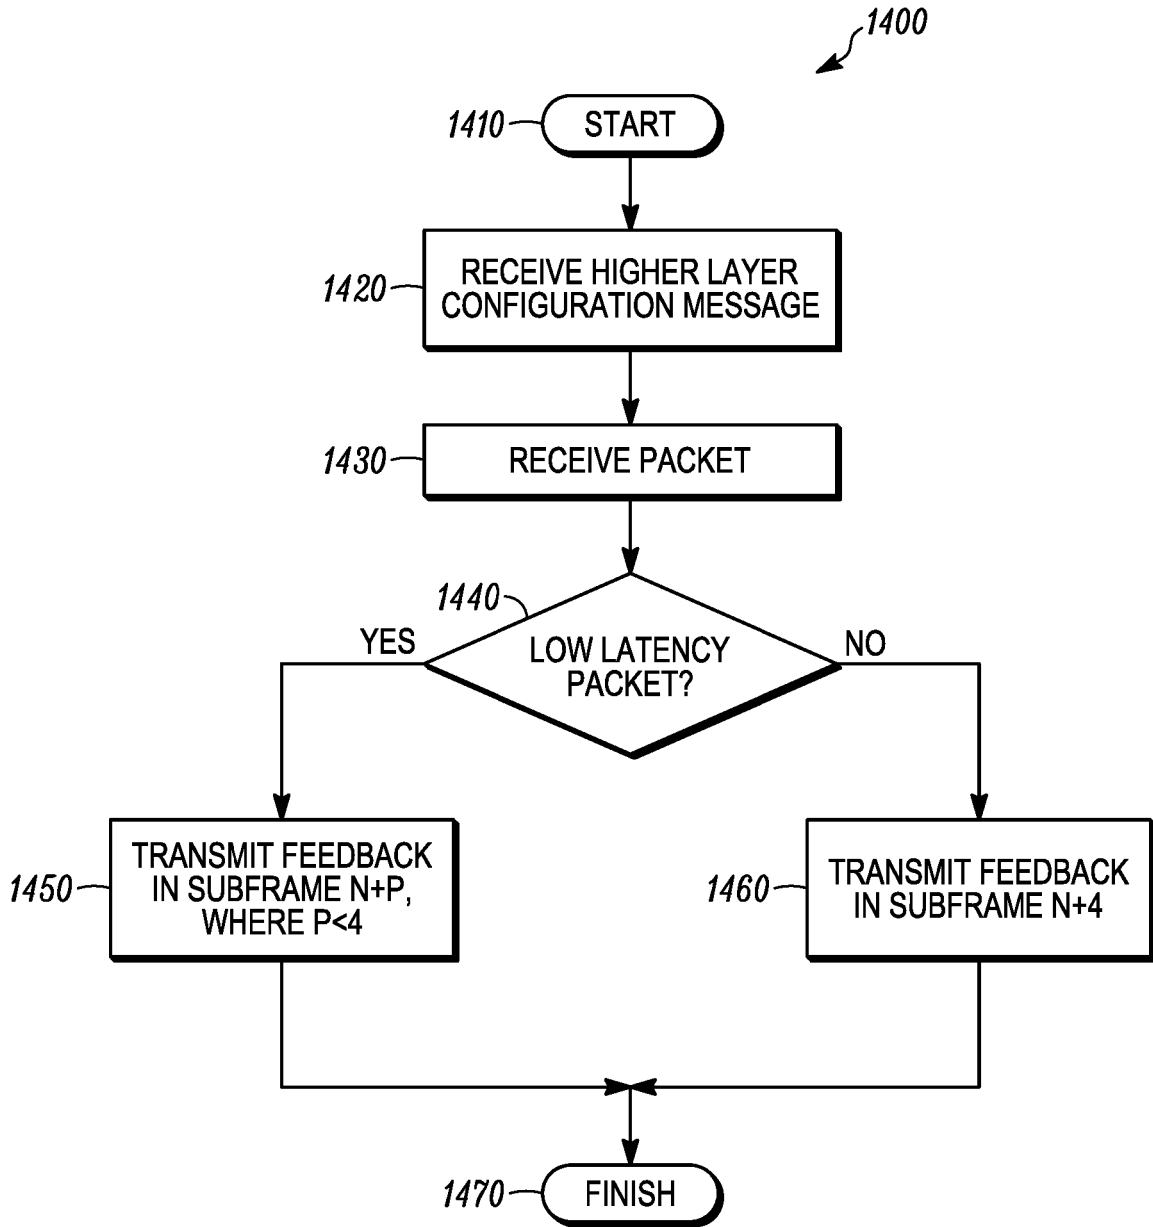 1400
1410
START
1420
RECEIVE HIGHER LAYER
CONFIGURATION MESSAGE
1430
RECEIVE PACKET
1440
YES
NO
LOW LATENCY
PACKET?
1450
TRANSMIT FEEDBACK
IN SUBFRAME N+P,
WHERE P<4
1460
TRANSMIT FEEDBACK
IN SUBFRAME N+4
1470
FINISH